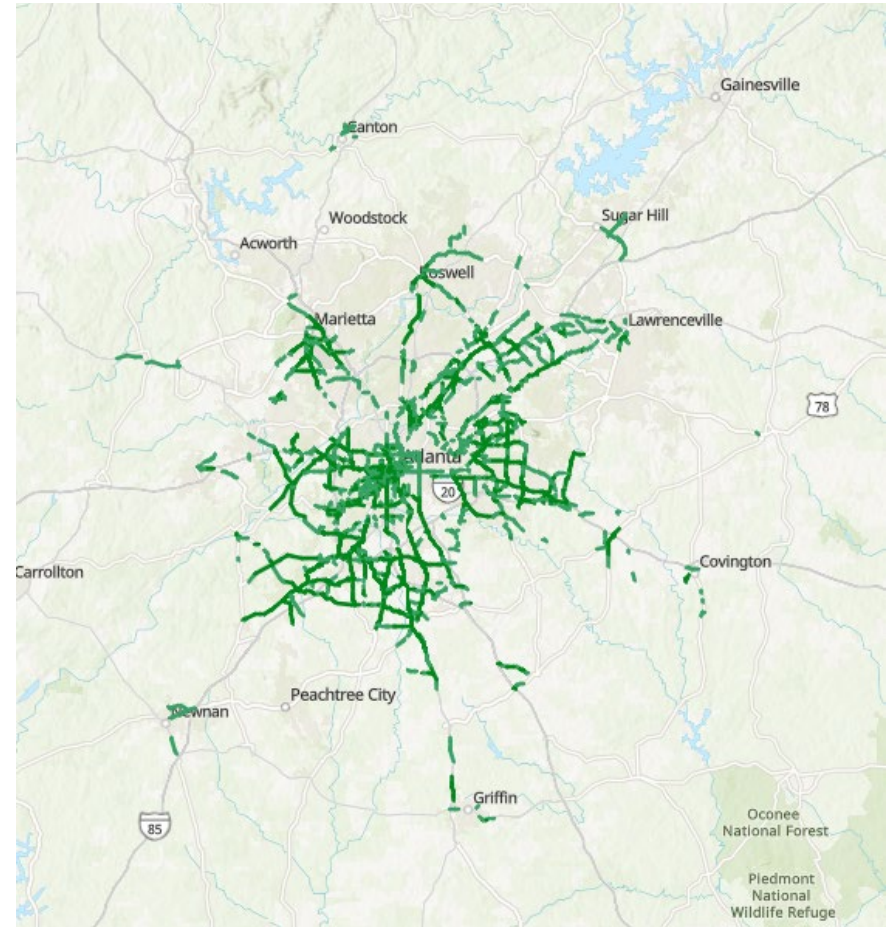 Gainesville
Canton
Sugar Hill
Woodstock
Acworth
Roswell
Marietta
Lawrenceville
78
Atlanta
20
Covington
Carrollton
Peachtree City
Newnan
Griffin
85
Oconee
National Forest
Piedmont
National
Wildlife Refuge